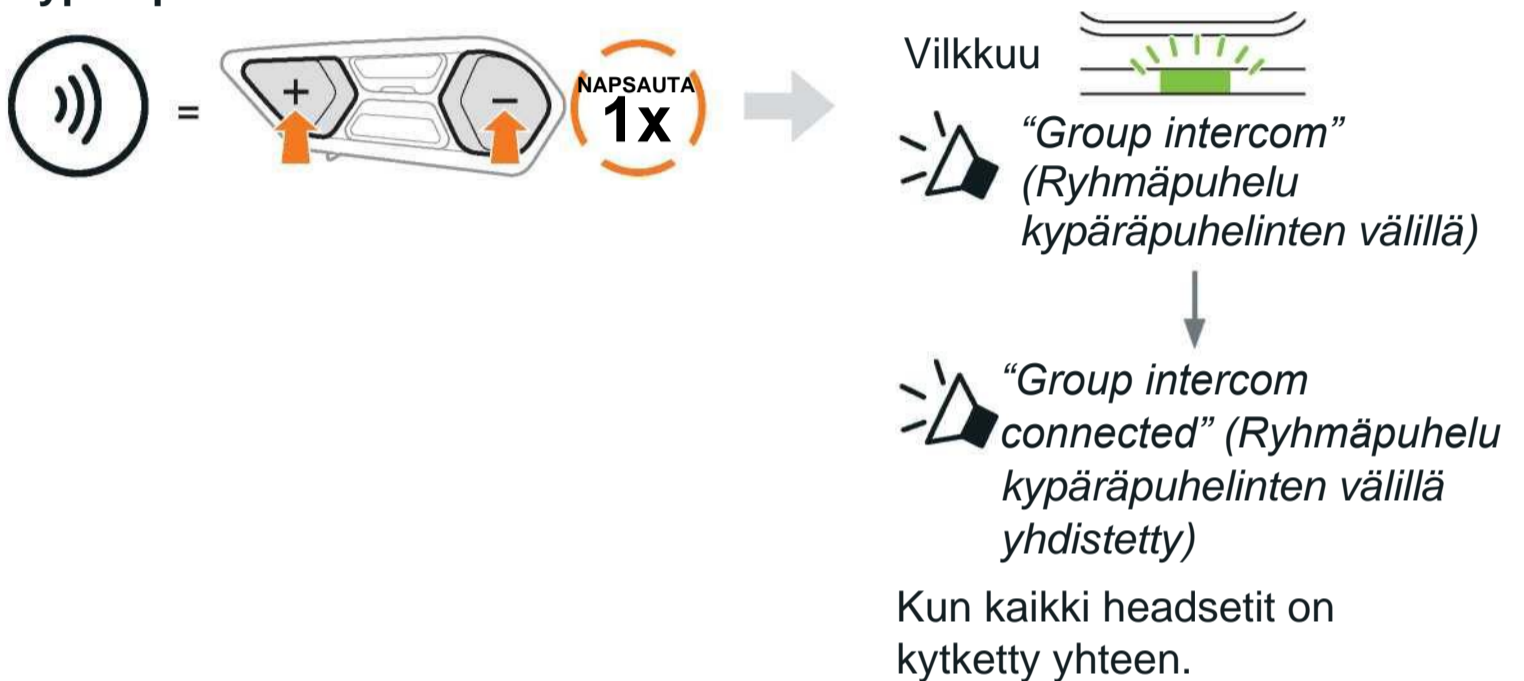 =
+
−
NAPSAUTA
1x
Vilkkuu
“Group intercom”
(Ryhmäpuhelu
kypäräpuhelinten välillä)
“Group intercom
connected” (Ryhmäpuhelu
kypäräpuhelinten välillä
yhdistetty)
Kun kaikki headsetit on
kytketty yhteen.